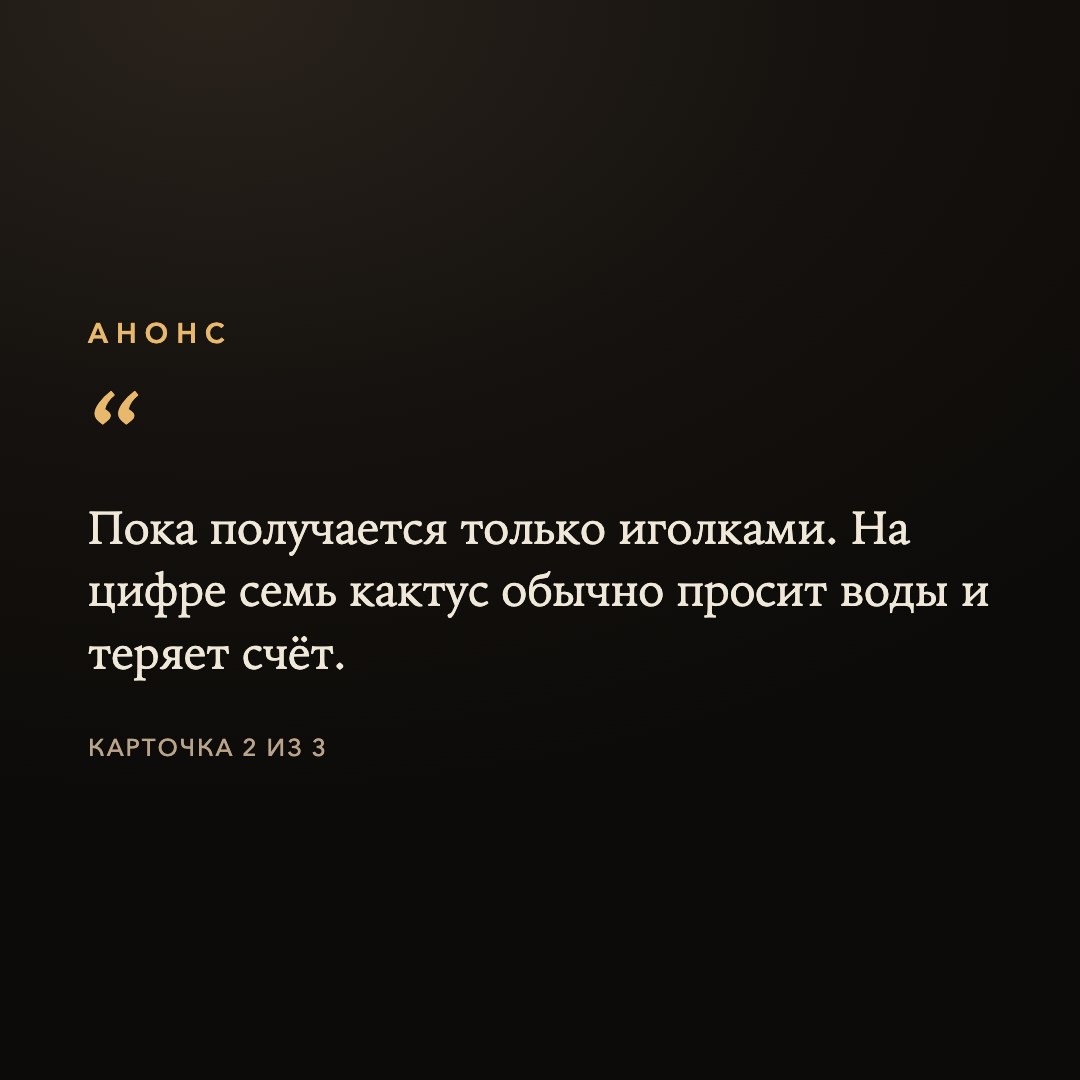 АНОНС
“
Пока получается только иголками. На
цифре семь кактус обычно просит воды и
теряет счёт.
КАРТОЧКА 2 ИЗ 3